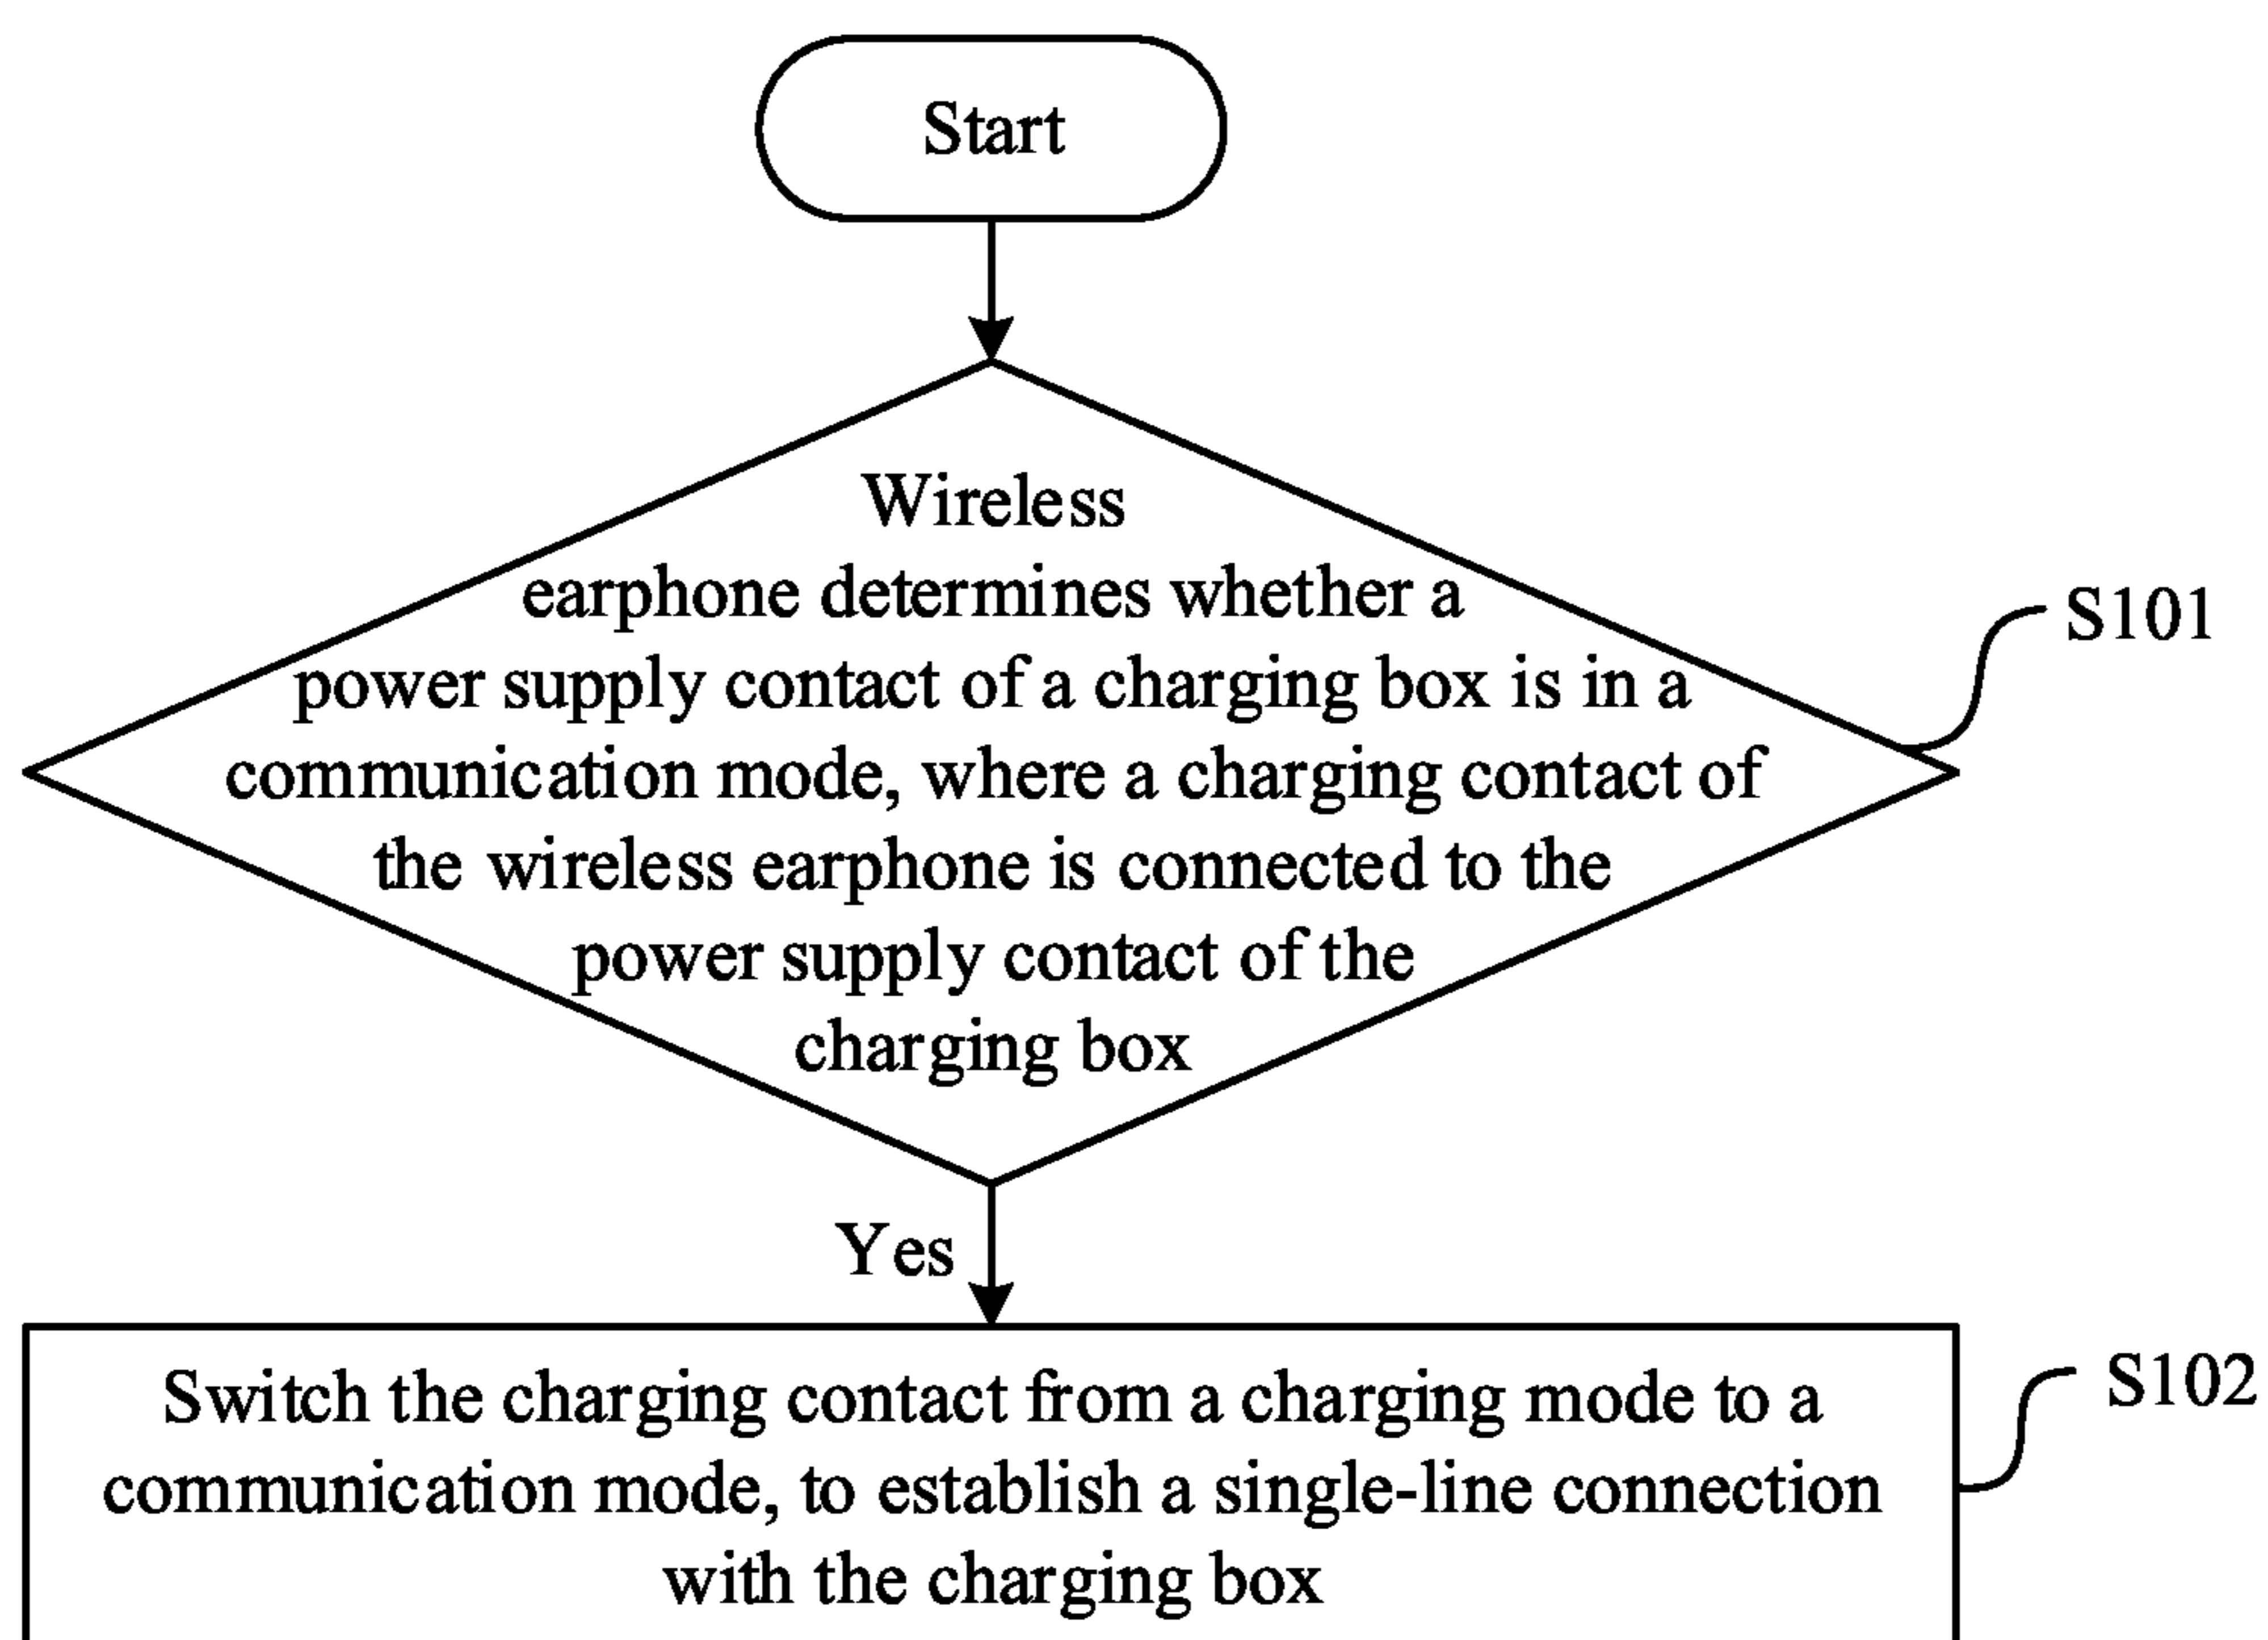 Start
Wireless
earphone determines whether a
S101
power supply contact of a charging box is in a
communication mode, where a charging contact of
the wireless earphone is connected to the
power supply contact of the
charging box
Yes
Switch the charging contact from a charging mode to a
S102
communication mode, to establish a single-line connection
with the charging box